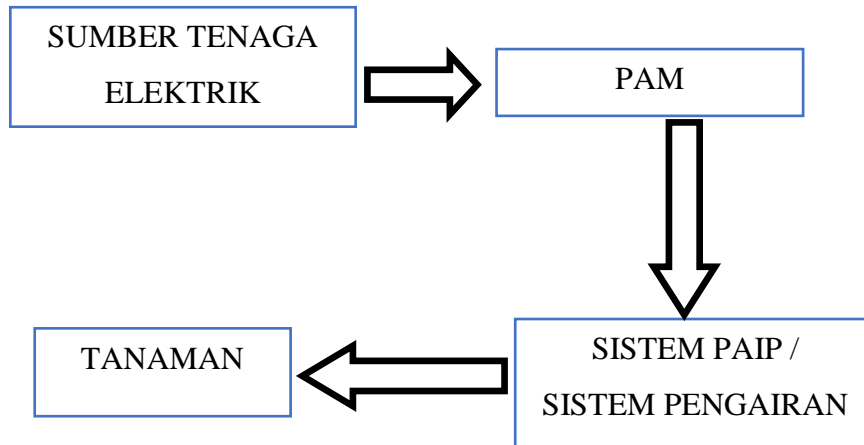 SUMBER TENAGA
ELEKTRIK
PAM
SISTEM PAIP /
SISTEM PENGAIRAN
TANAMAN